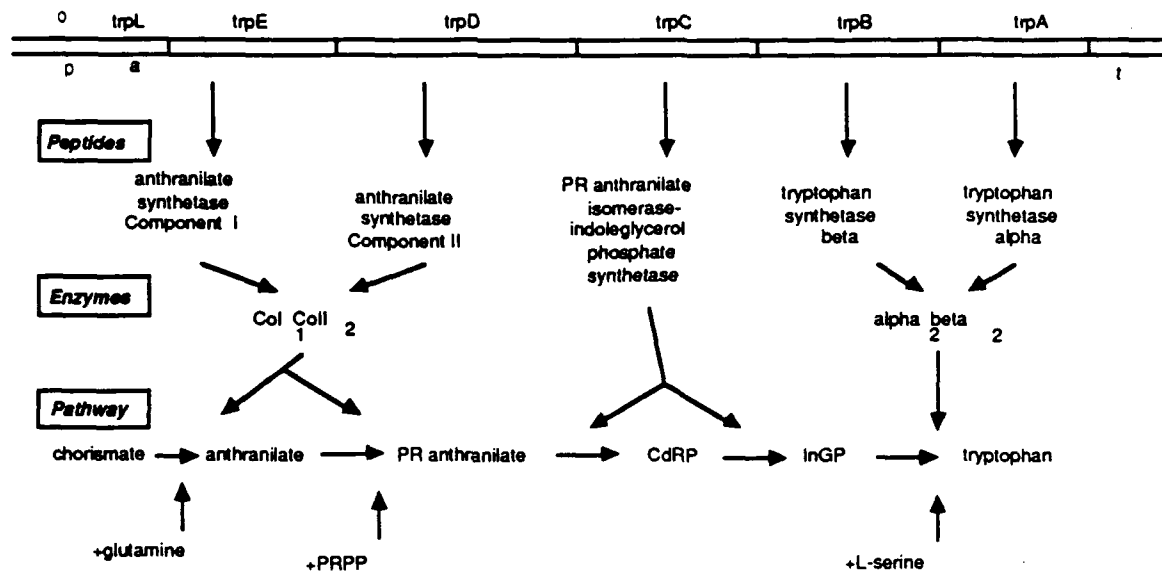 o trpL trpE trpD trpC trpB trpA
p a t
Peptides
anthranilate
synthetase
Component I
anthranilate
synthetase
Component II
PR anthranilate
isomerase-
indoleglycerol
phosphate
synthetase
tryptophan
synthetase
beta
tryptophan
synthetase
alpha
Enzymes
CoI CoII
1 2
alpha beta
2 2
Pathway
chorismate anthranilate PR anthranilate CdRP InGP tryptophan
+glutamine +PRPP +L-serine